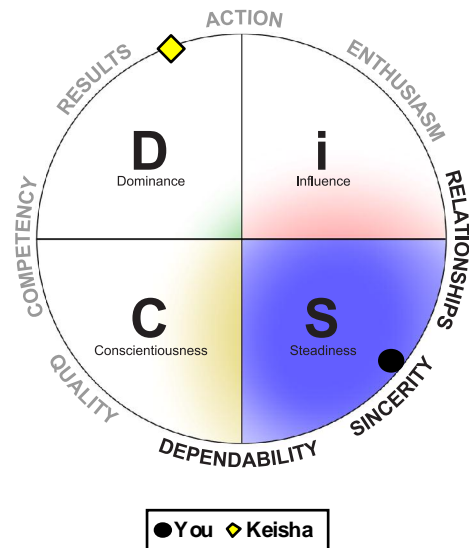 ACTION
RESULTS
ENTHUSIASM
D
Dominance
i
Influence
COMPETENCY
RELATIONSHIPS
C
Conscientiousness
S
Steadiness
QUALITY
SINCERITY
DEPENDABILITY
You Keisha